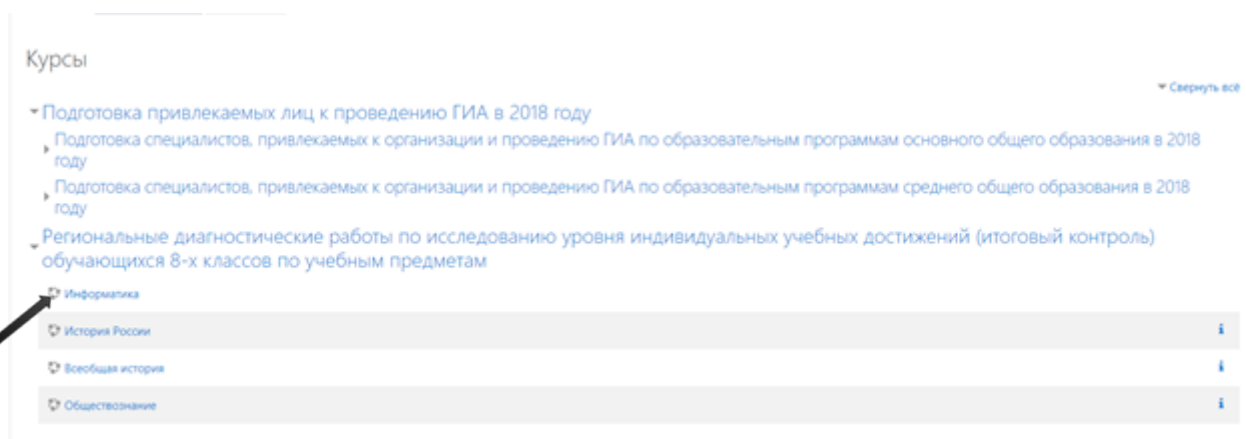 Курсы
Свернуть всё
Подготовка привлекаемых лиц к проведению ГИА в 2018 году
Подготовка специалистов, привлекаемых к организации и проведению ГИА по образовательным программам основного общего образования в 2018
году
Подготовка специалистов, привлекаемых к организации и проведению ГИА по образовательным программам среднего общего образования в 2018
году
Региональные диагностические работы по исследованию уровня индивидуальных учебных достижений (итоговый контроль)
обучающихся 8-х классов по учебным предметам
Информатика
История России
Всеобщая история
Обществознание